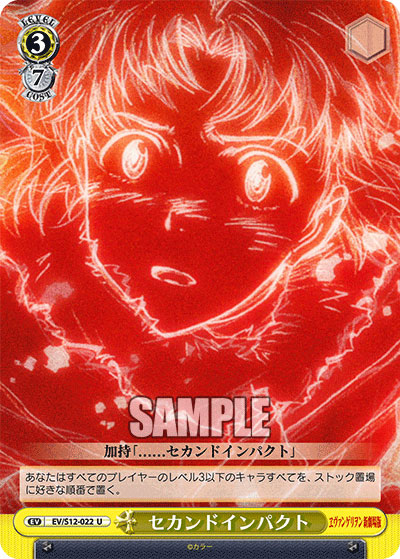 LEVEL
3
7
COST
SAMPLE
加持「……セカンドインパクト」
あなたはすべてのプレイヤーのレベル3以下のキャラすべてを、ストック置場
に好きな順番で置く。
EV EV/S12-022 U セカンドインパクト ヱヴァンゲリヲン新劇場版
©カラー